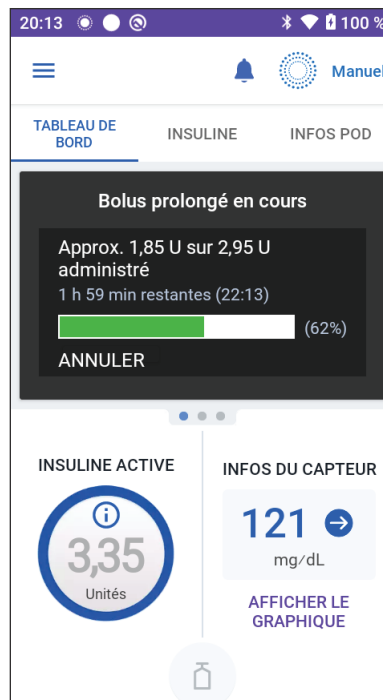 20:13
100 %
Manuel
TABLEAU DE
BORD
INSULINE
INFOS POD
Bolus prolongé en cours
Approx. 1,85 U sur 2,95 U
administré
1 h 59 min restantes (22:13)
(62%)
ANNULER
INSULINE ACTIVE
3,35
Unités
INFOS DU CAPTEUR
121
mg/dL
AFFICHER LE
GRAPHIQUE